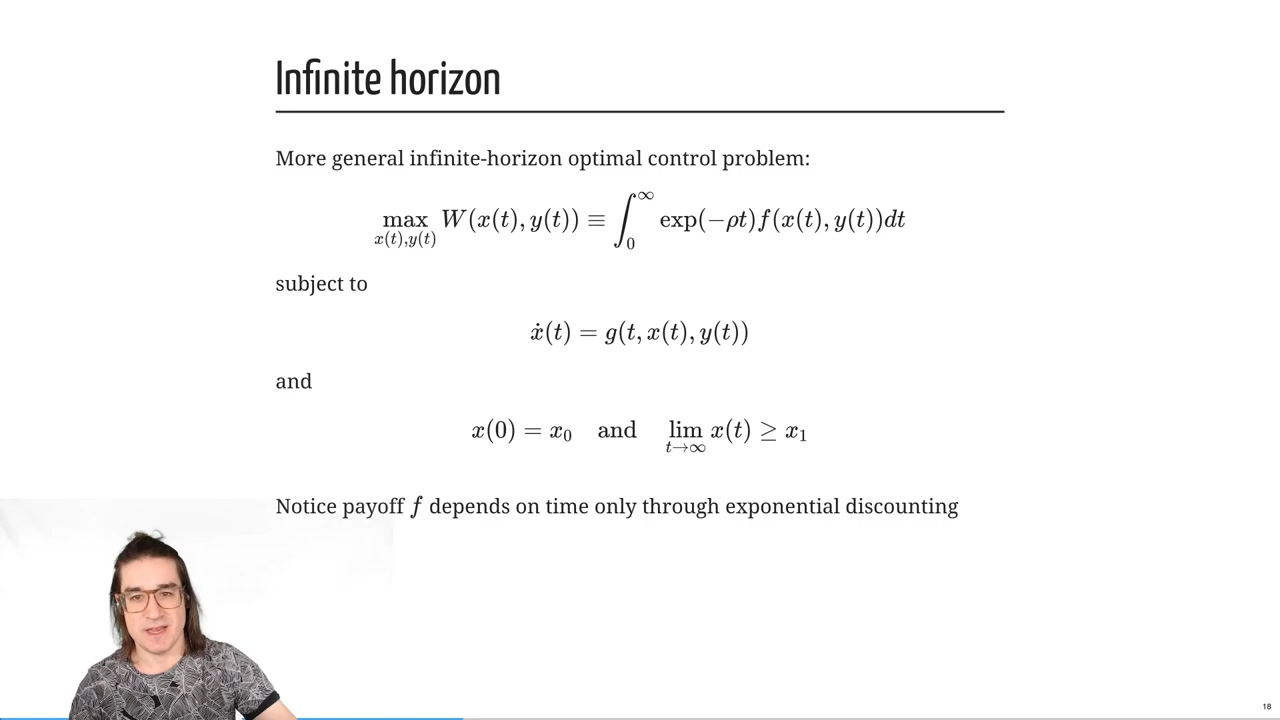 Infinite horizon
More general infinite-horizon optimal control problem:
max_{x(t),y(t)} W(x(t), y(t)) ≡ ∫_0^∞ exp(−ρt) f(x(t), y(t))dt
subject to
ẋ(t) = g(t, x(t), y(t))
and
x(0) = x_0 and lim_{t→∞} x(t) ≥ x_1
Notice payoff f depends on time only through exponential discounting
18